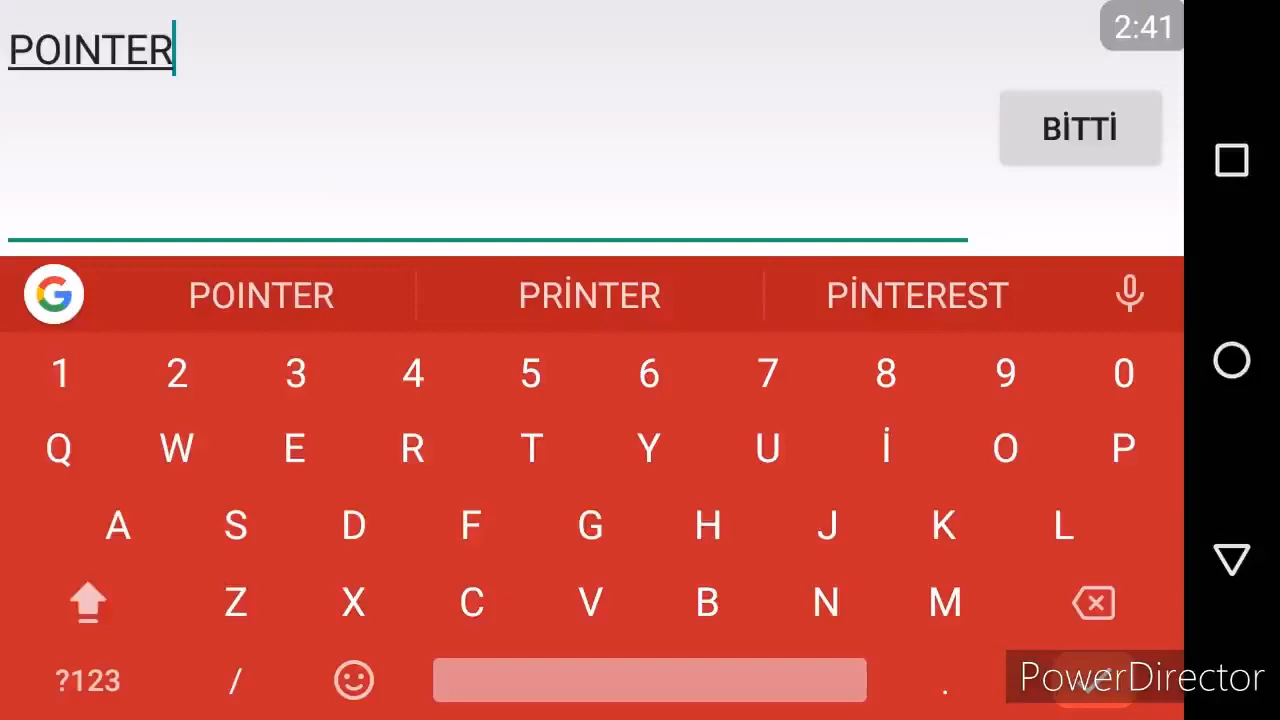 POINTER
2:41
BİTTİ
G POINTER PRİNTER PİNTEREST
1 2 3 4 5 6 7 8 9 0
Q W E R T Y U İ O P
A S D F G H J K L
Z X C V B N M
?123 / .
PowerDirector